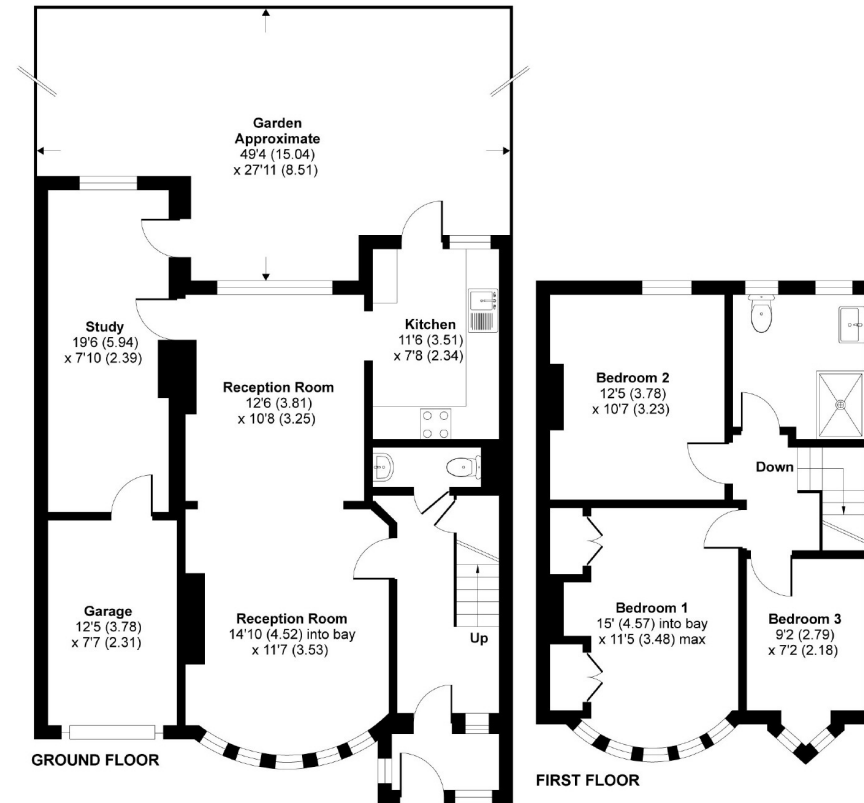 Garden
Approximate
49'4 (15.04)
x 27'11 (8.51)
Study
19'6 (5.94)
x 7'10 (2.39)
Kitchen
11'6 (3.51)
x 7'8 (2.34)
Reception Room
12'6 (3.81)
x 10'8 (3.25)
Garage
12'5 (3.78)
x 7'7 (2.31)
Reception Room
14'10 (4.52) into bay
x 11'7 (3.53)
Up
GROUND FLOOR
Bedroom 2
12'5 (3.78)
x 10'7 (3.23)
Down
Bedroom 1
15' (4.57) into bay
x 11'5 (3.48) max
Bedroom 3
9'2 (2.79)
x 7'2 (2.18)
FIRST FLOOR